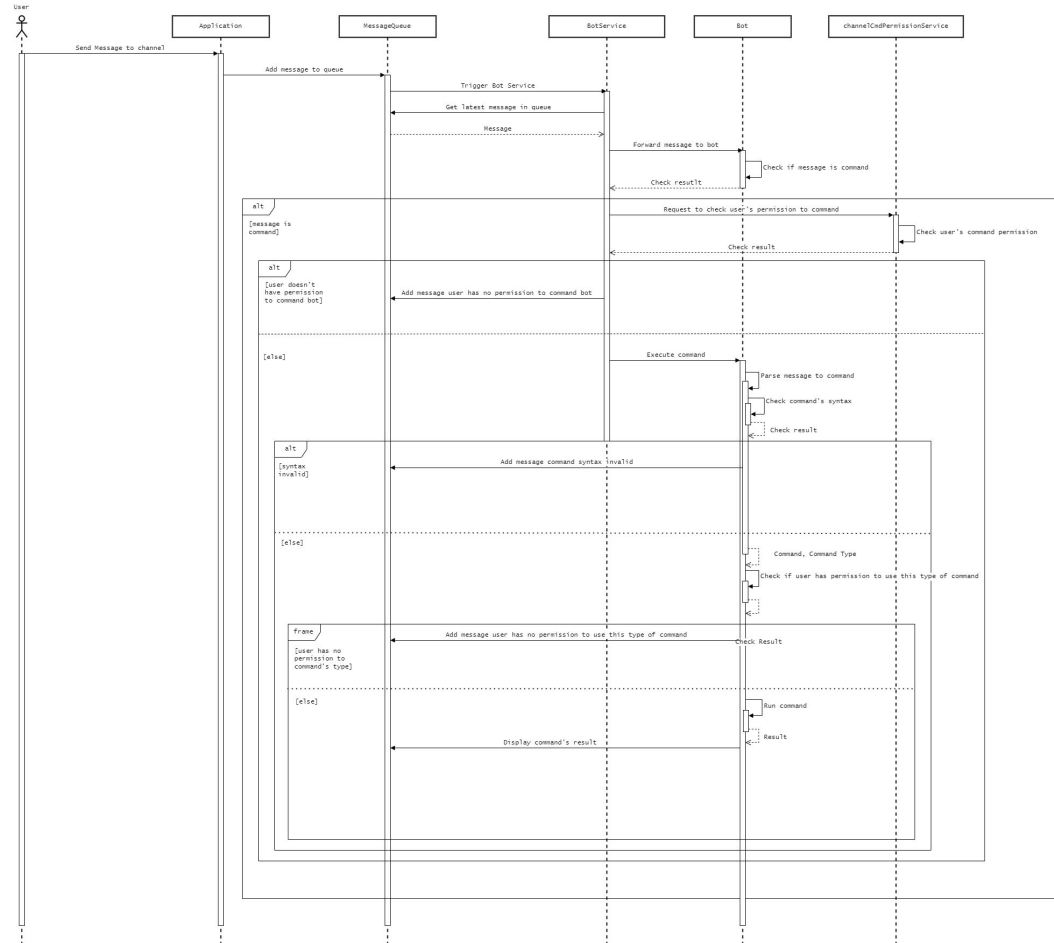 User
Application
MessageQueue
BotService
Bot
channelCmdPermissionService
Send Message to channel
Add message to queue
Trigger Bot Service
Get latest message in queue
Message
Forward message to bot
Check if message is command
Check resutlt
alt
[message is
command]
Request to check user's permission to command
Check user's command permission
Check result
alt
[user doesn't
have permission
to command bot]
Add message user has no permission to command bot
[else]
Execute command
Parse message to command
Check command's syntax
Check result
alt
[syntax
invalid]
Add message command syntax invalid
[else]
Command, Command Type
Check if user has permission to use this type of command
frame
[user has no
permission to
command's type]
Add message user has no permission to use this type of command
Check Result
[else]
Run command
Result
Display command's result